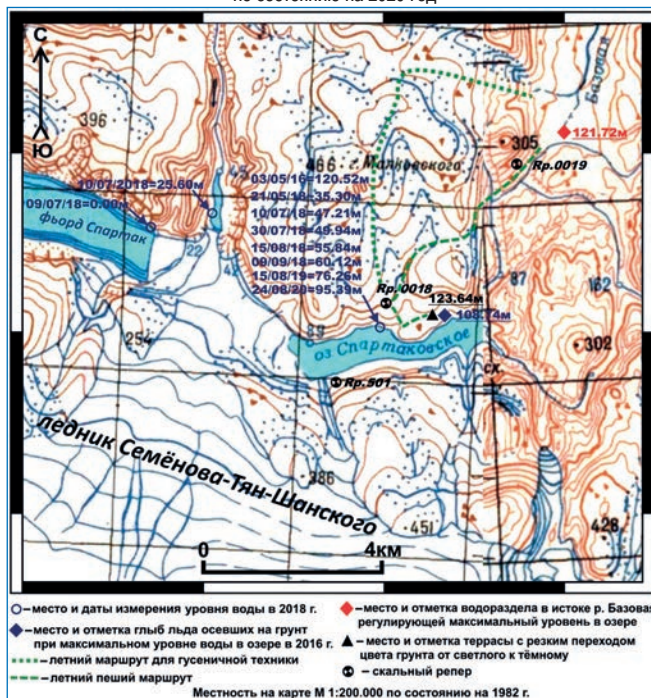 по состоянию на 2020 год
С
Ю
396
Базовая
121.72м
305
466 г. Малковского
Rp.0019
03/05/16=120.52м
21/05/18=35.30м
10/07/18=47.21м
30/07/18=49.94м
15/08/18=55.84м
09/09/18=60.12м
15/08/19=76.26м
24/08/20=95.39м
45
10/07/2018=25.60м
09/07/18=0.00м
фьорд Спартак
22
42
Rp.0018
123.64м
108.74м
87
162
254
89
оз Спартаковское
302
ск.
Rp.901
ледник Семёнова-Тян-Шанского
386
451
428
0
4км
–место и даты измерения уровня воды в 2018 г.
–место и отметка глыб льда осевших на грунт
при максимальном уровне воды в озере в 2016 г.
–летний маршрут для гусеничной техники
–летний пеший маршрут
–место и отметка водораздела в истоке р. Базовая
регулирующей максимальный уровень в озере
– место и отметка террасы с резким переходом
цвета грунта от светлого к тёмному
– скальный репер
Местность на карте М 1:200.000 по состоянию на 1982 г.